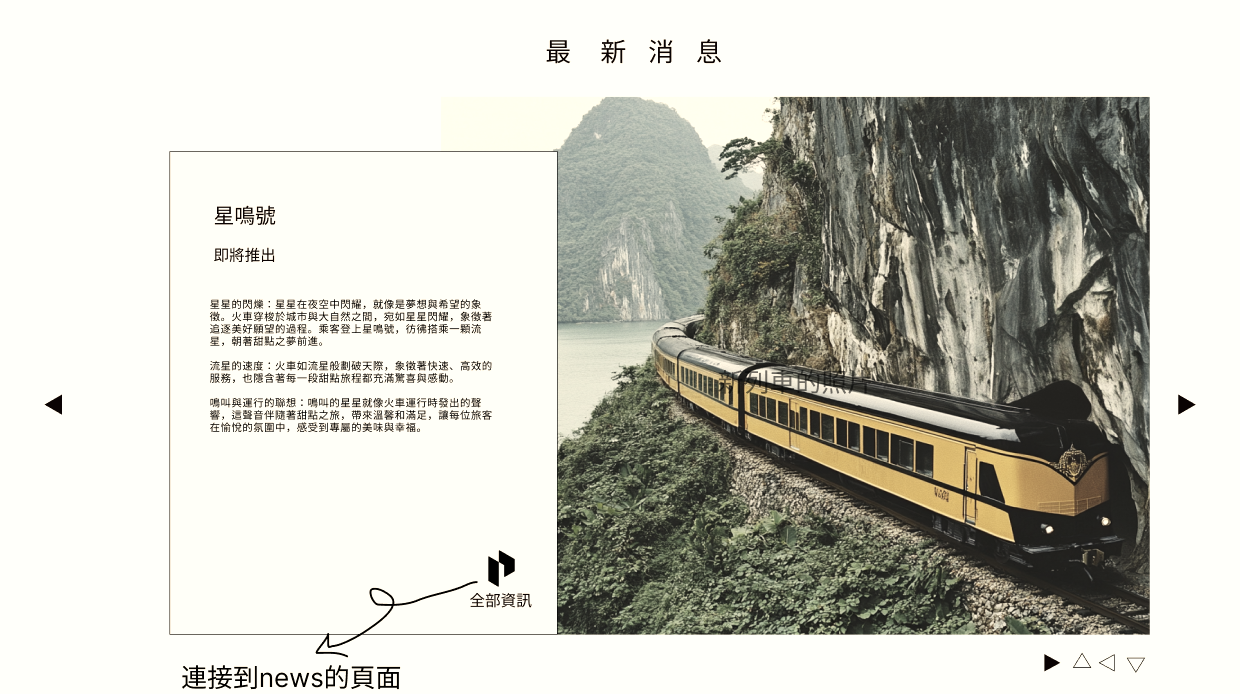 最新消息
星鳴號
即將推出
星星的閃爍：星星在夜空中閃耀，就像是夢想與希望的象
徵。火車穿梭於城市與大自然之間，宛如星星閃耀，象徵著
追逐美好願望的過程。乘客登上星鳴號，彷彿搭乘一顆流
星，朝著甜點之夢前進。
流星的速度：火車如流星般劃破天際，象徵著快速、高效的
服務，也隱含著每一段甜點旅程都充滿驚喜與感動。
鳴叫與運行的聯想：鳴叫的星星就像火車運行時發出的聲
響，這聲音伴隨著甜點之旅，帶來溫馨和滿足，讓每位旅客
在愉悅的氛圍中，感受到專屬的美味與幸福。
列車的照片
全部資訊
連接到news的頁面